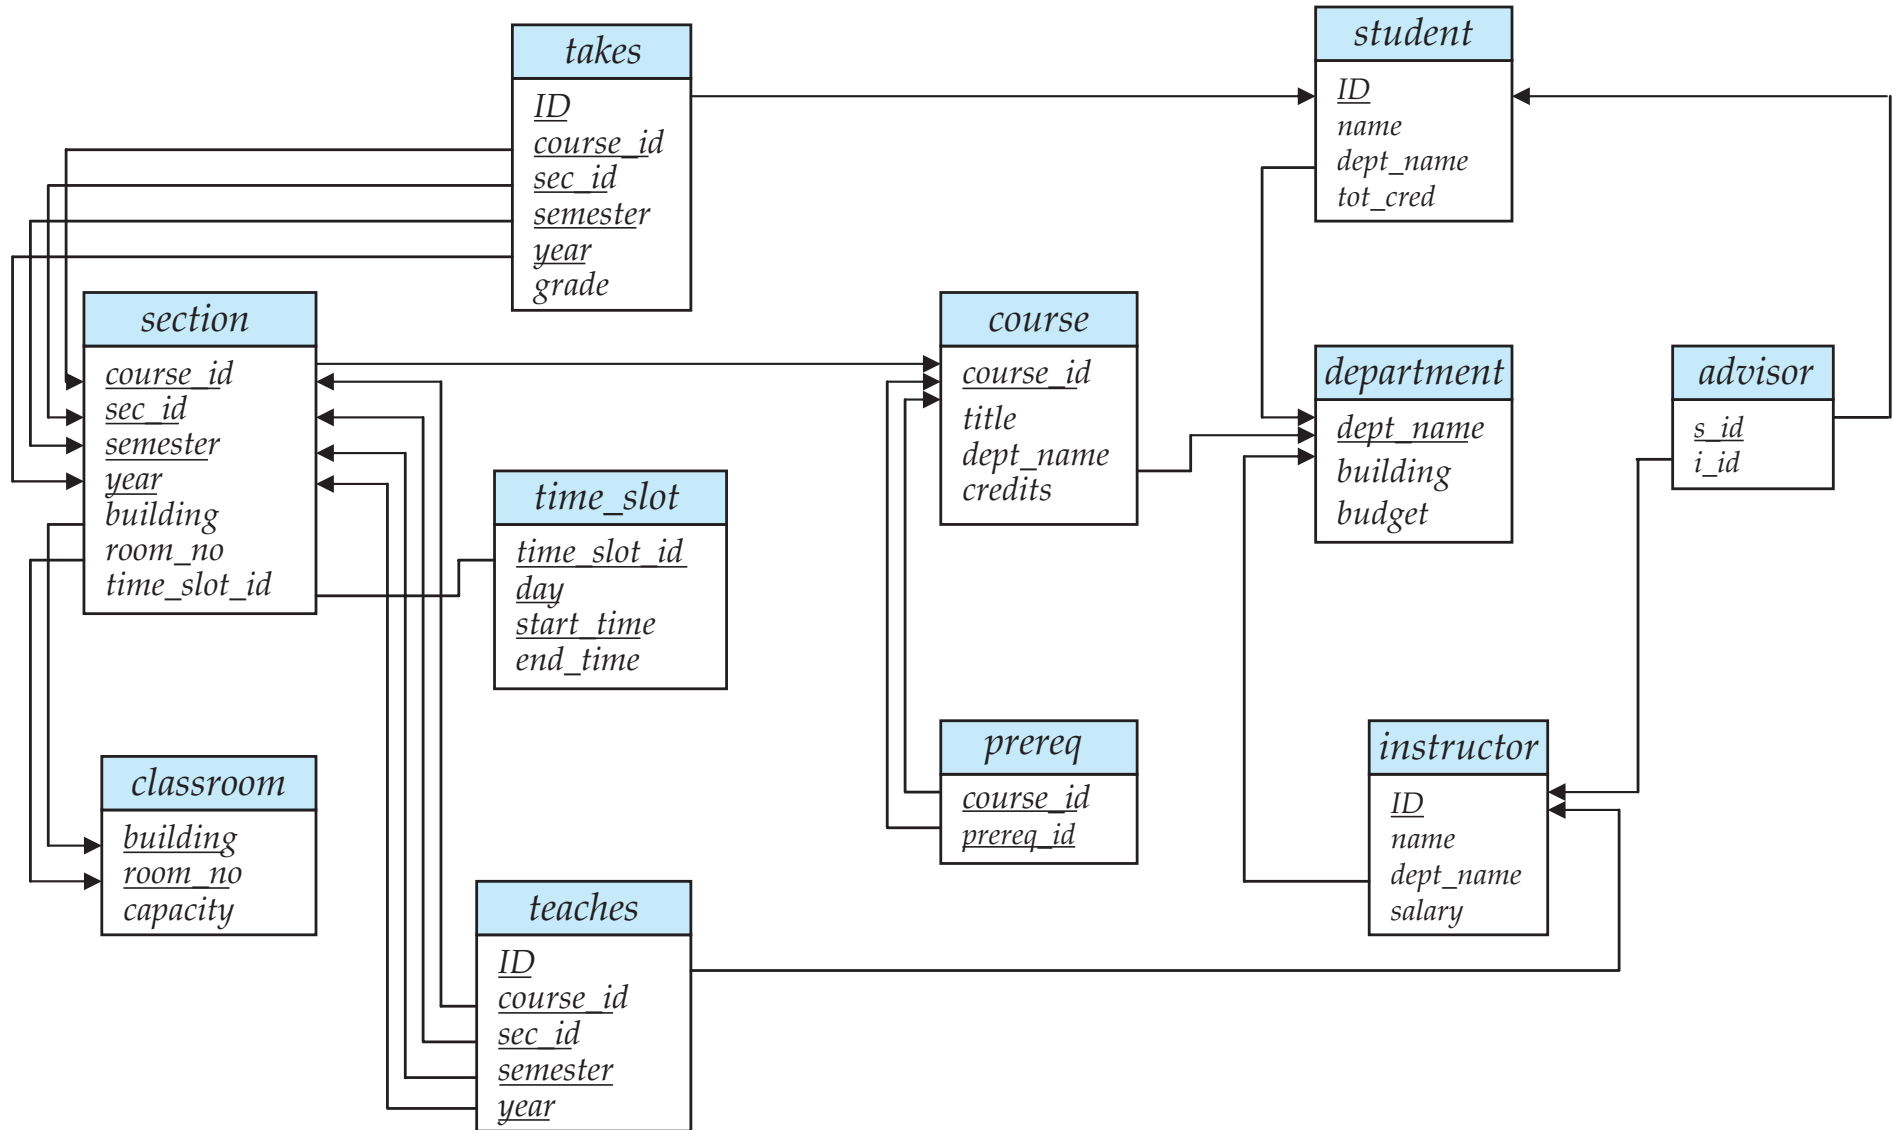 takes
ID
course_id
sec_id
semester
year
grade
student
ID
name
dept_name
tot_cred
section
course_id
sec_id
semester
year
building
room_no
time_slot_id
course
course_id
title
dept_name
credits
department
dept_name
building
budget
advisor
s_id
i_id
time_slot
time_slot_id
day
start_time
end_time
classroom
building
room_no
capacity
prereq
course_id
prereq_id
instructor
ID
name
dept_name
salary
teaches
ID
course_id
sec_id
semester
year